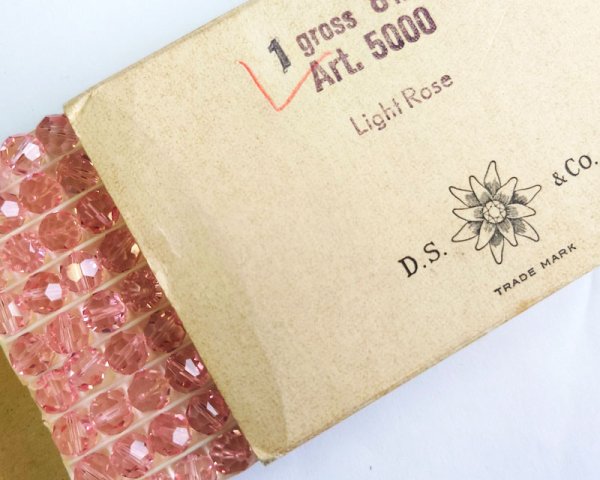 1 gross
Art. 5000
Light Rose
D.S. & Co.
TRADE MARK